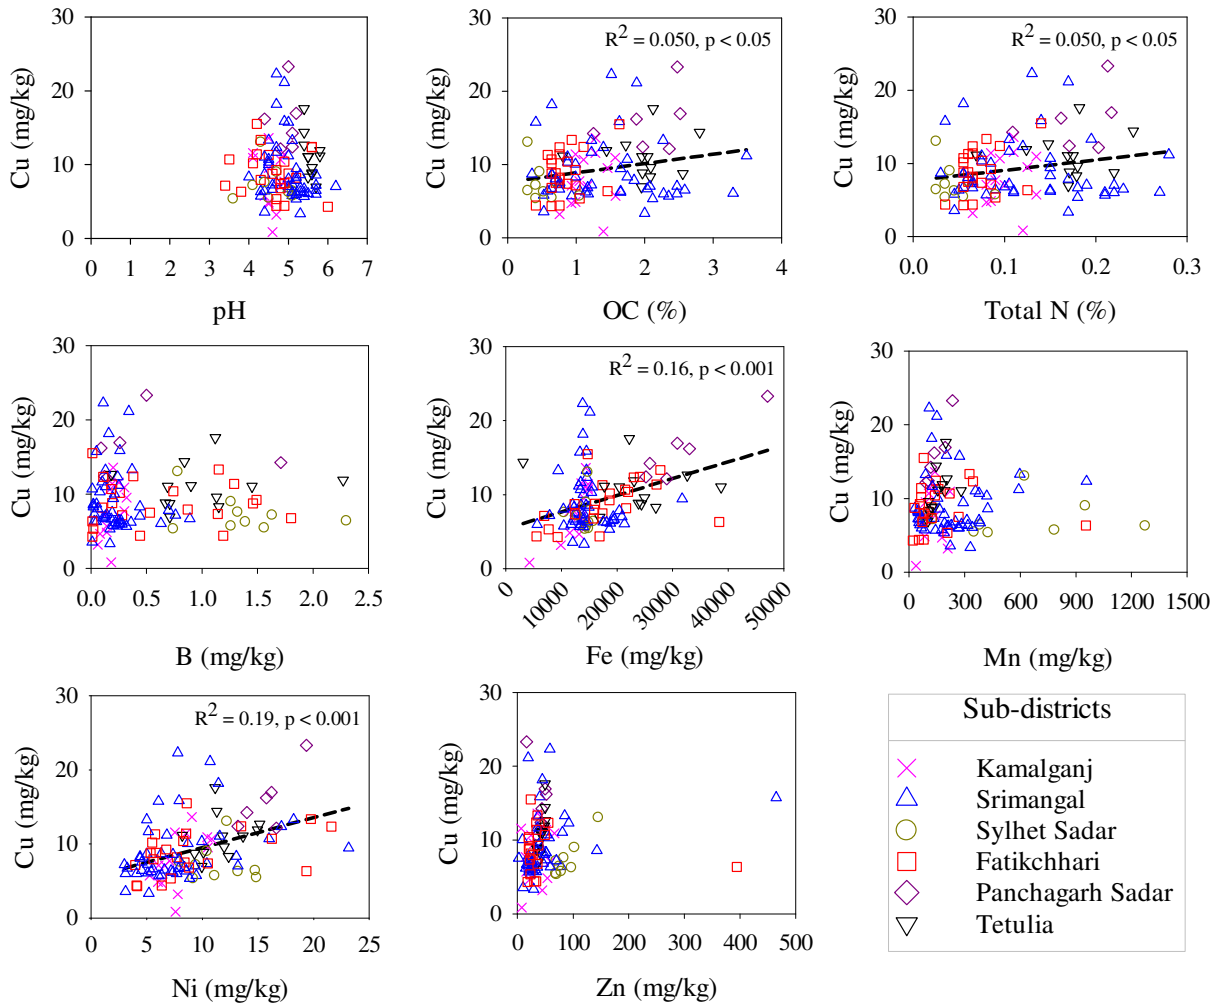 30
20
10
0
Cu (mg/kg)
0 1 2 3 4 5 6 7
pH
R2 = 0.050, p < 0.05
30
20
10
0
Cu (mg/kg)
0 1 2 3 4
OC (%)
R2 = 0.050, p < 0.05
30
20
10
0
Cu (mg/kg)
0.0 0.1 0.2 0.3
Total N (%)
30
20
10
0
Cu (mg/kg)
0.0 0.5 1.0 1.5 2.0 2.5
B (mg/kg)
R2 = 0.16, p < 0.001
30
20
10
0
Cu (mg/kg)
0 10000 20000 30000 40000 50000
Fe (mg/kg)
30
20
10
0
Cu (mg/kg)
0 300 600 900 1200 1500
Mn (mg/kg)
R2 = 0.19, p < 0.001
30
20
10
0
Cu (mg/kg)
0 5 10 15 20 25
Ni (mg/kg)
30
20
10
0
Cu (mg/kg)
0 100 200 300 400 500
Zn (mg/kg)
Sub-districts
Kamalganj
Srimangal
Sylhet Sadar
Fatikchhari
Panchagarh Sadar
Tetulia